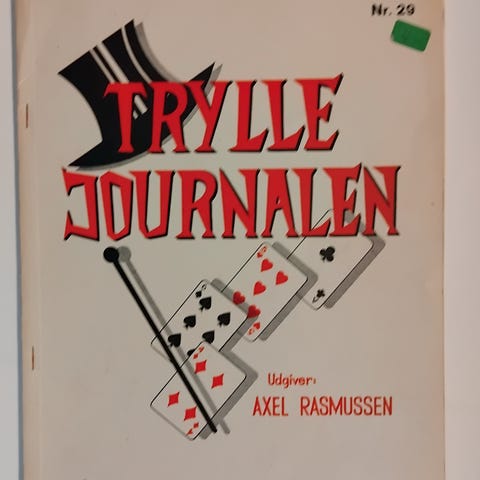 Nr. 29
TRYLLE
JOURNALEN
Udgiver:
AXEL RASMUSSEN